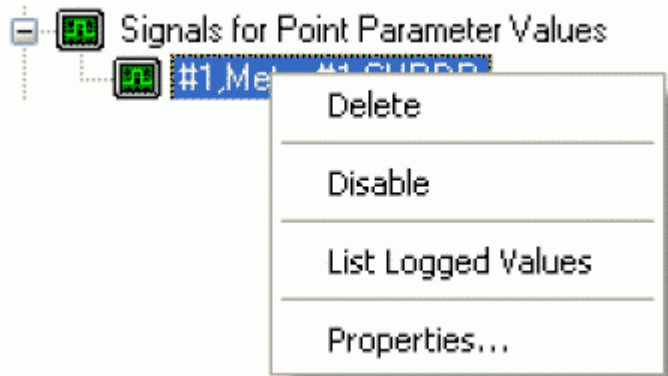 Signals for Point Parameter Values
#1,Me
Delete
Disable
List Logged Values
Properties...